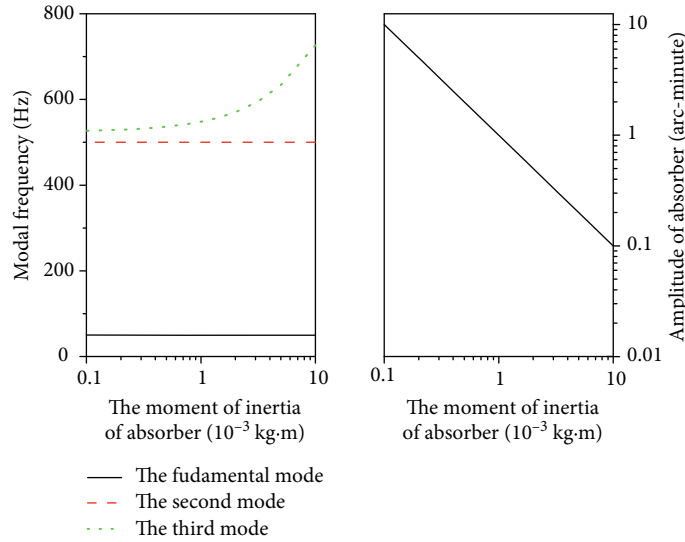 800
600
400
200
0
Modal frequency (Hz)
0.1
1
10
The moment of inertia
of absorber (10⁻³ kg·m)
10
1
0.1
0.01
Amplitude of absorber (arc-minute)
0.1
1
10
The moment of inertia
of absorber (10⁻³ kg·m)
The fudamental mode
The second mode
The third mode